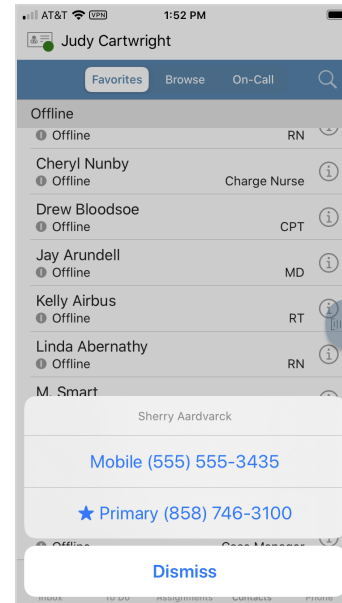 AT&T VPN 1:52 PM
Judy Cartwright
Favorites Browse On-Call
Offline
Offline RN
Cheryl Nunby
Offline Charge Nurse
Drew Bloodsoe
Offline CPT
Jay Arundell
Offline MD
Kelly Airbus
Offline RT
Linda Abernathy
Offline RN
M. Smart
Sherry Aardvarck
Mobile (555) 555-3435
Primary (858) 746-3100
Offline Case Manager
Dismiss
Inbox To Do Assignments Contacts Phone